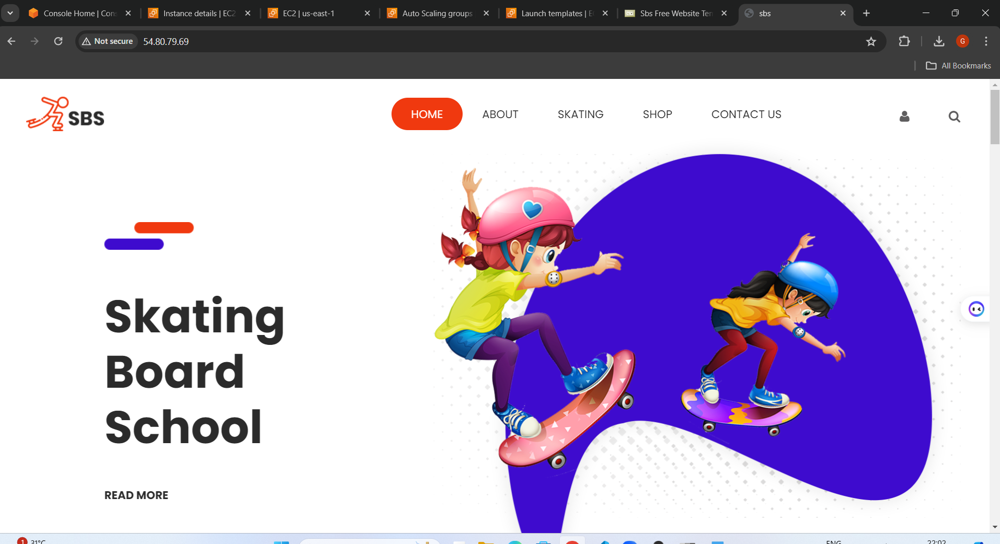 Console Home | Con
Instance details | EC2
EC2 | us-east-1
Auto Scaling groups
Launch templates | E
Sbs Free Website Ten
sbs
Not secure
54.80.79.69
G
All Bookmarks
SBS
HOME
ABOUT
SKATING
SHOP
CONTACT US
Skating
Board
School
READ MORE
1
31°C
ENG
22:02